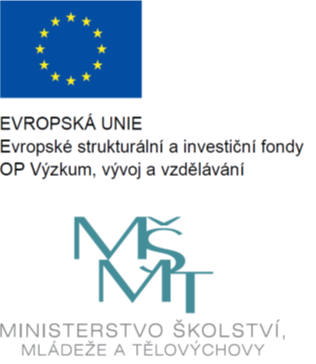 EVROPSKÁ UNIE
Evropské strukturální a investiční fondy
OP Výzkum, vývoj a vzdělávání
MŠ
MT
MINISTERSTVO ŠKOLSTVÍ,
MLÁDEŽE A TĚLOVÝCHOVY